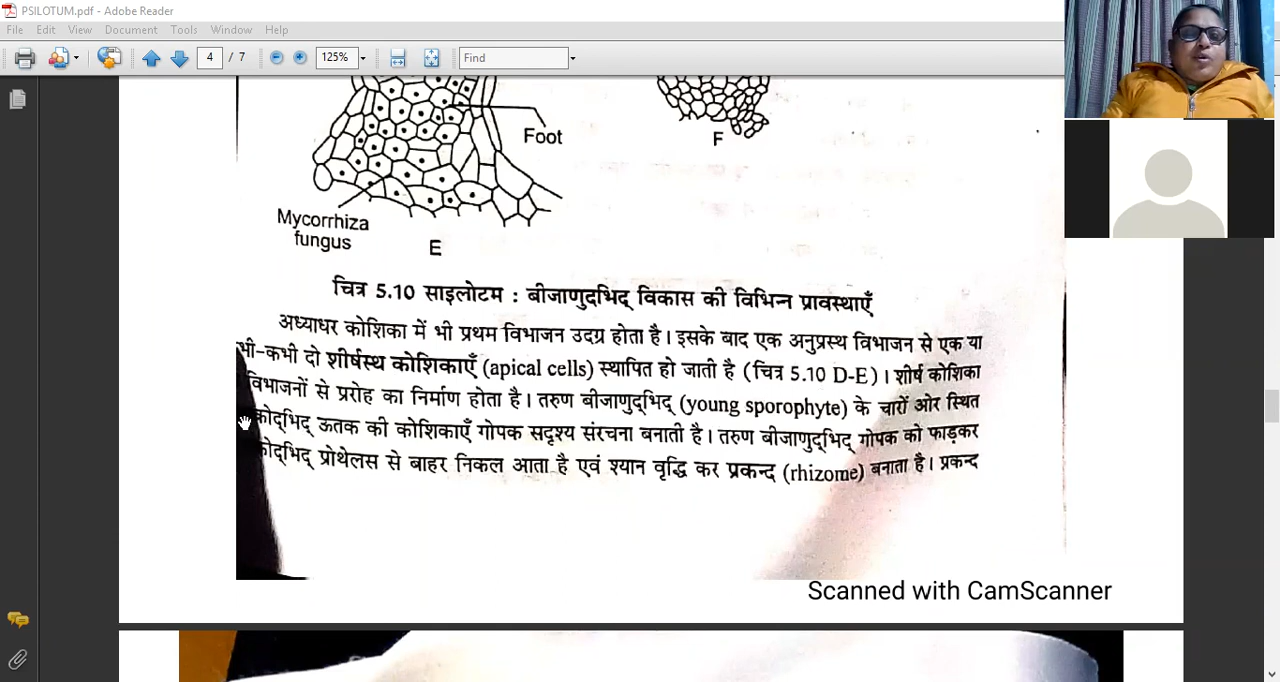 PSILOTUM.pdf - Adobe Reader
File Edit View Document Tools Window Help
4 / 7 125% Find
Foot
F
Mycorrhiza
fungus
E
चित्र 5.10 साइलोटम : बीजाणुद्भिद् विकास की विभिन्न प्रावस्थाएँ
अध्याधर कोशिका में भी प्रथम विभाजन उदग्र होता है। इसके बाद एक अनुप्रस्थ विभाजन से एक या
भी-कभी दो शीर्षस्थ कोशिकाएँ (apical cells) स्थापित हो जाती है (चित्र 5.10 D-E)। शीर्ष कोशिका
विभाजनों से प्ररोह का निर्माण होता है। तरुण बीजाणुद्भिद् (young sporophyte) के चारों ओर स्थित
कोद्भिद् ऊतक की कोशिकाएँ गोपक सदृश्य संरचना बनाती है। तरुण बीजाणुद्भिद् गोपक को फाड़कर
कोद्भिद् प्रोथेलस से बाहर निकल आता है एवं श्यान वृद्धि कर प्रकन्द (rhizome) बनाता है। प्रकन्द
Scanned with CamScanner